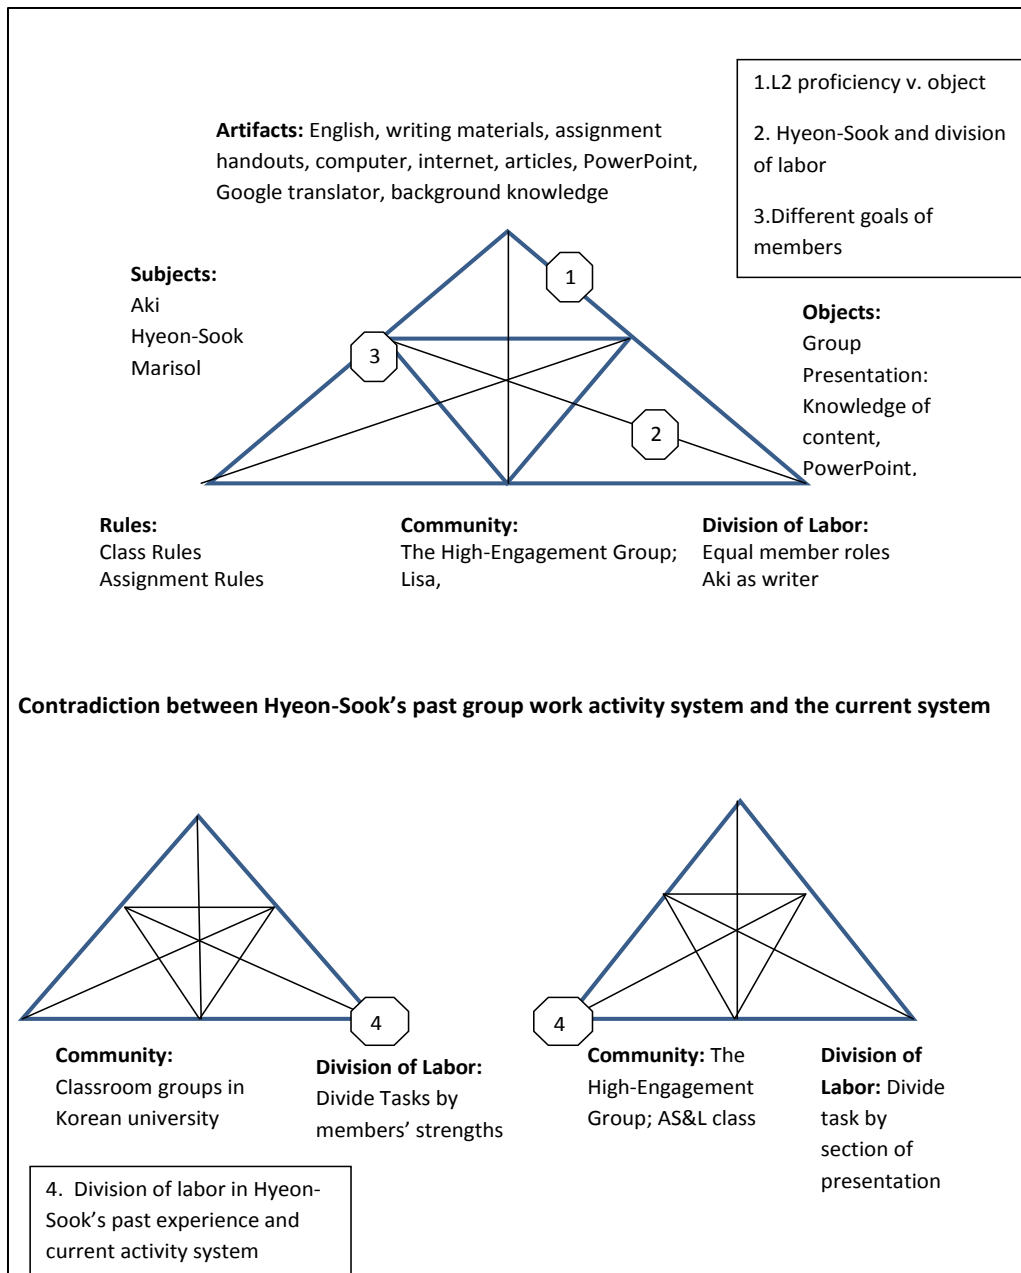 1.L2 proficiency v. object
2. Hyeon-Sook and division
of labor
3.Different goals of
members
Artifacts: English, writing materials, assignment
handouts, computer, internet, articles, PowerPoint,
Google translator, background knowledge
Subjects:
Aki
Hyeon-Sook
Marisol
1
3
2
Objects:
Group
Presentation:
Knowledge of
content,
PowerPoint,
Rules:
Class Rules
Assignment Rules
Community:
The High-Engagement Group;
Lisa,
Division of Labor:
Equal member roles
Aki as writer
Contradiction between Hyeon-Sook’s past group work activity system and the current system
4
4
Community:
Classroom groups in
Korean university
Division of Labor:
Divide Tasks by
members’ strengths
Community: The
High-Engagement
Group; AS&L class
Division of
Labor: Divide
task by
section of
presentation
4. Division of labor in Hyeon-
Sook’s past experience and
current activity system